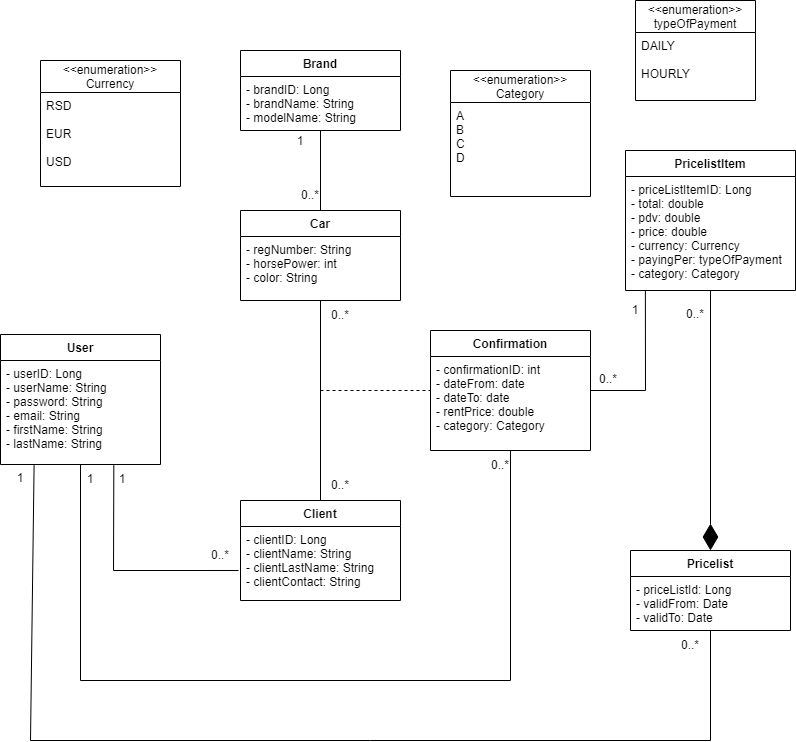 <<enumeration>>
typeOfPayment
DAILY
HOURLY
<<enumeration>>
Currency
RSD
EUR
USD
Brand
- brandID: Long
- brandName: String
- modelName: String
1
0..*
<<enumeration>>
Category
A
B
C
D
PricelistItem
- priceListItemID: Long
- total: double
- pdv: double
- price: double
- currency: Currency
- payingPer: typeOfPayment
- category: Category
1
0..*
Car
- regNumber: String
- horsePower: int
- color: String
0..*
User
- userID: Long
- userName: String
- password: String
- email: String
- firstName: String
- lastName: String
1
1
1
Confirmation
- confirmationID: int
- dateFrom: date
- dateTo: date
- rentPrice: double
- category: Category
0..*
0..*
0..*
Client
- clientID: Long
- clientName: String
- clientLastName: String
- clientContact: String
0..*
Pricelist
- priceListId: Long
- validFrom: Date
- validTo: Date
0..*